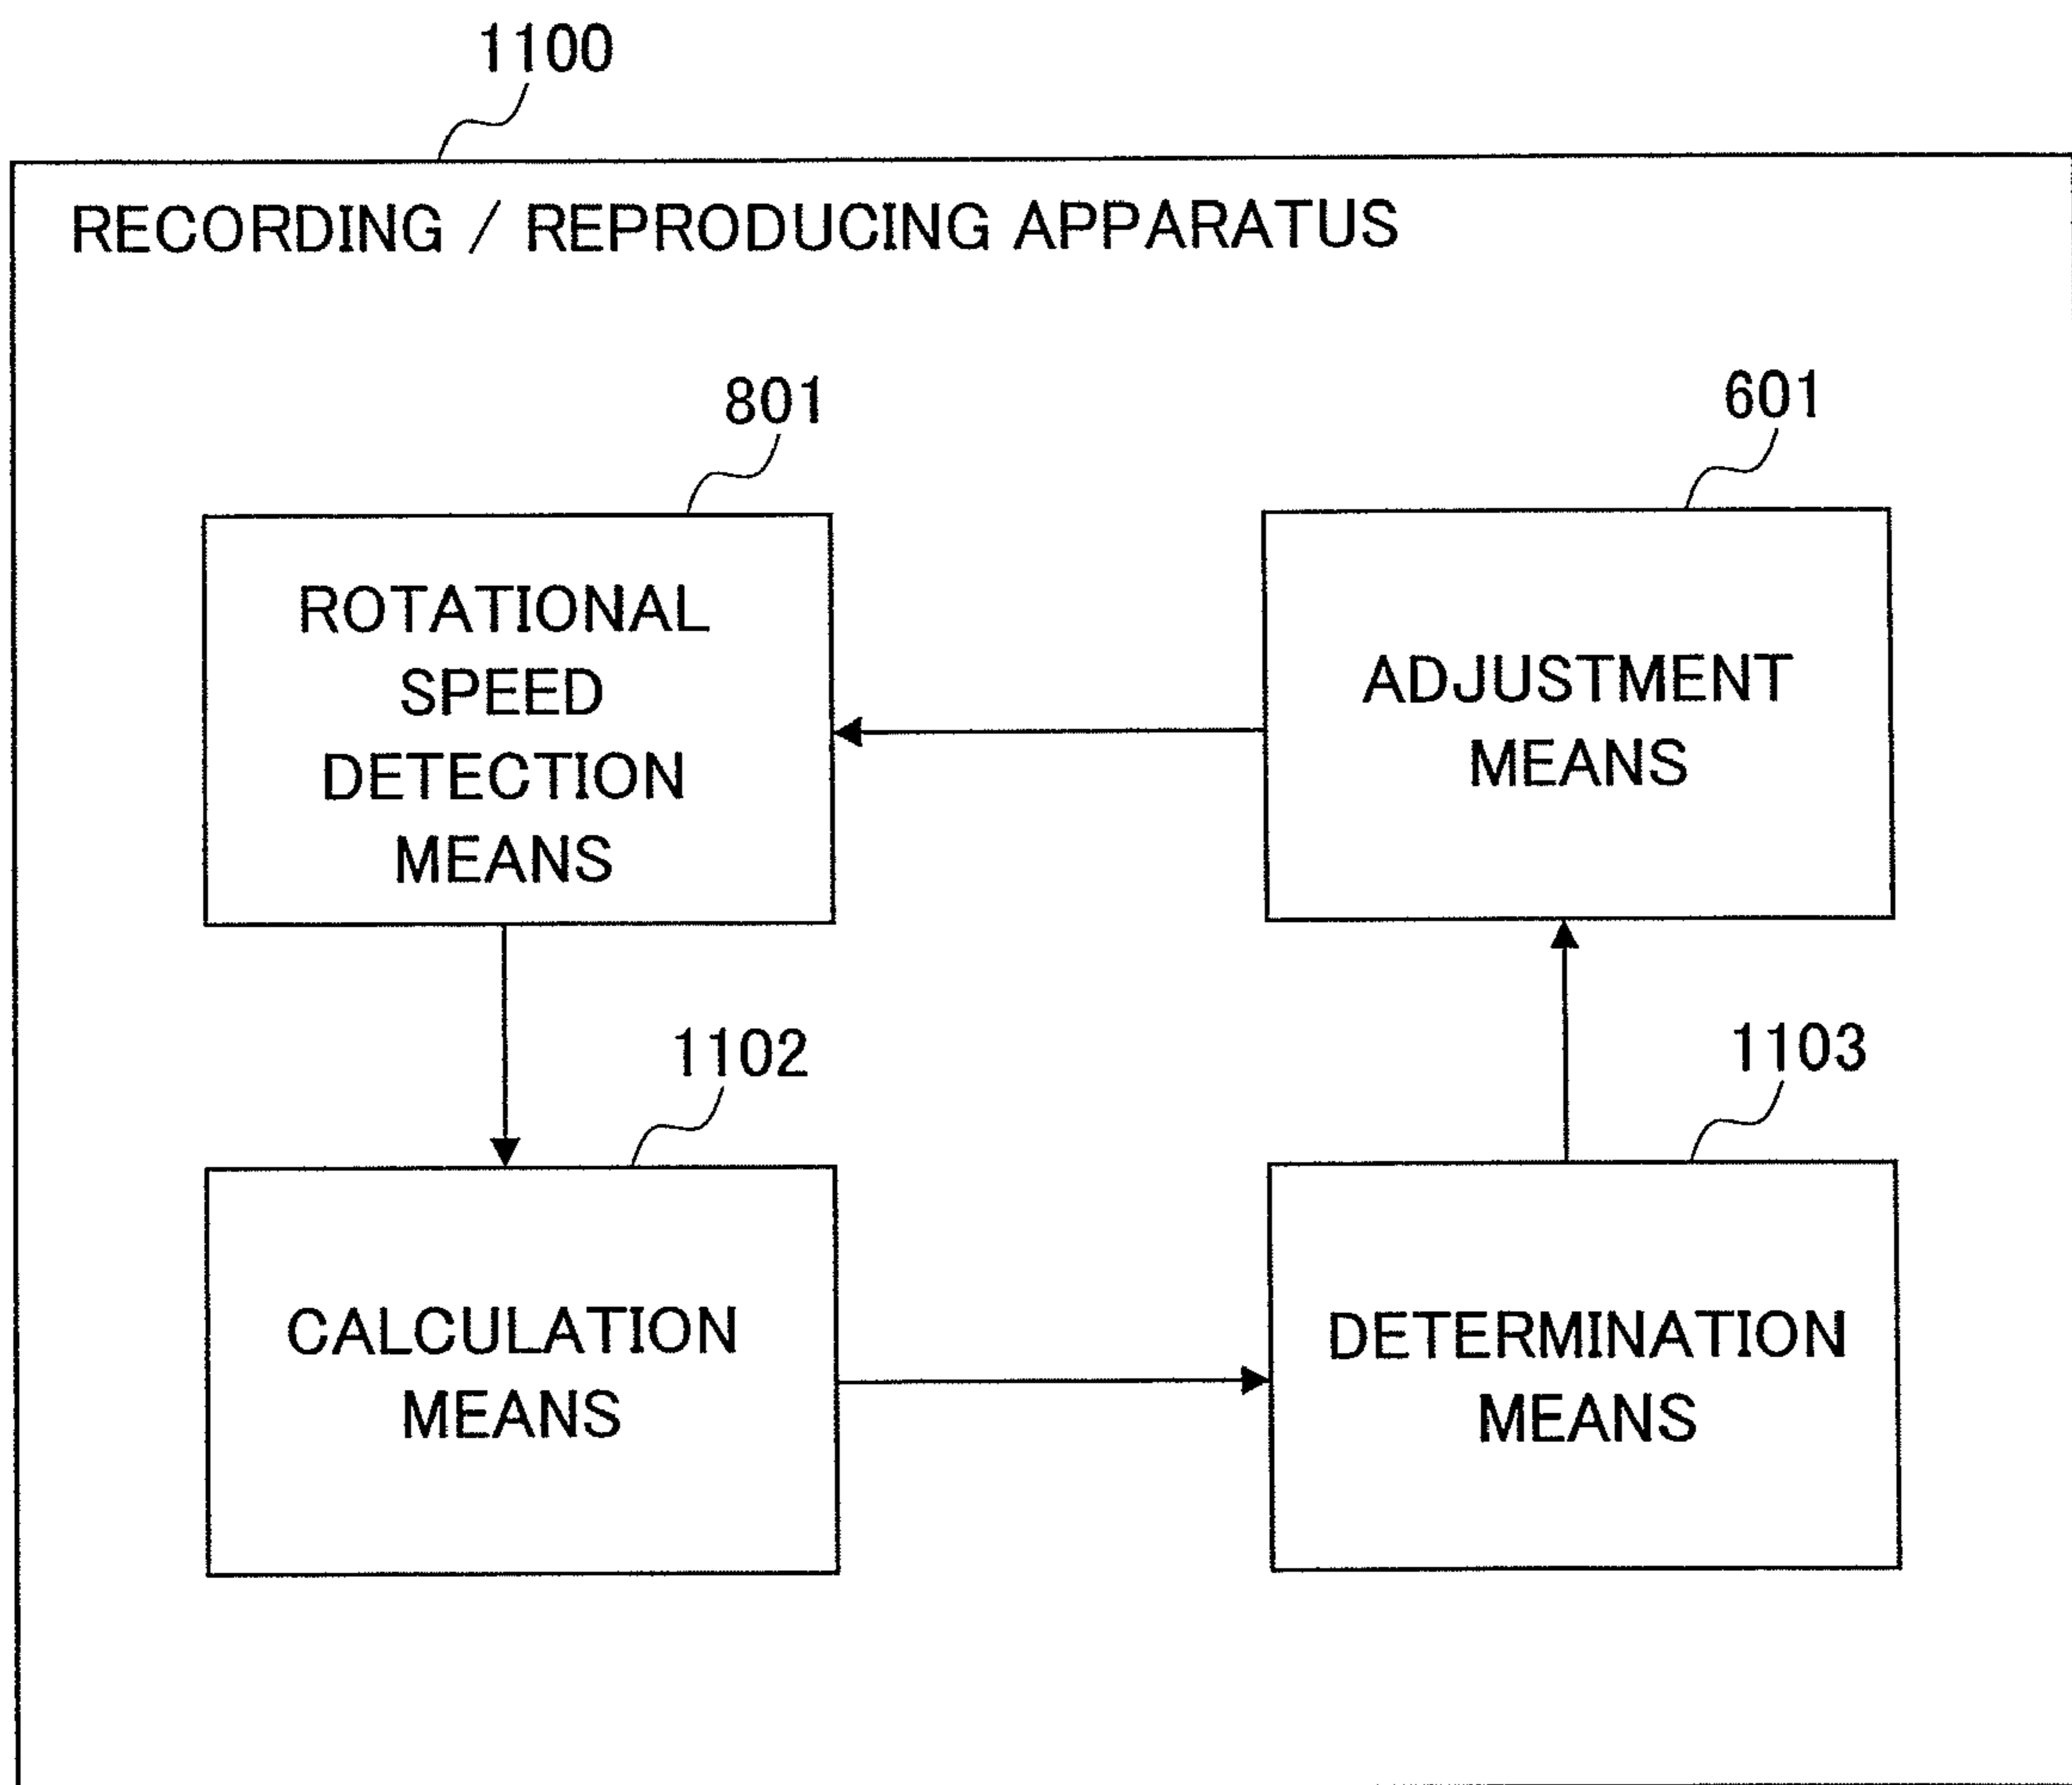 1100
RECORDING / REPRODUCING APPARATUS
801
601
ROTATIONAL
SPEED
DETECTION
MEANS
ADJUSTMENT
MEANS
1102
1103
CALCULATION
MEANS
DETERMINATION
MEANS